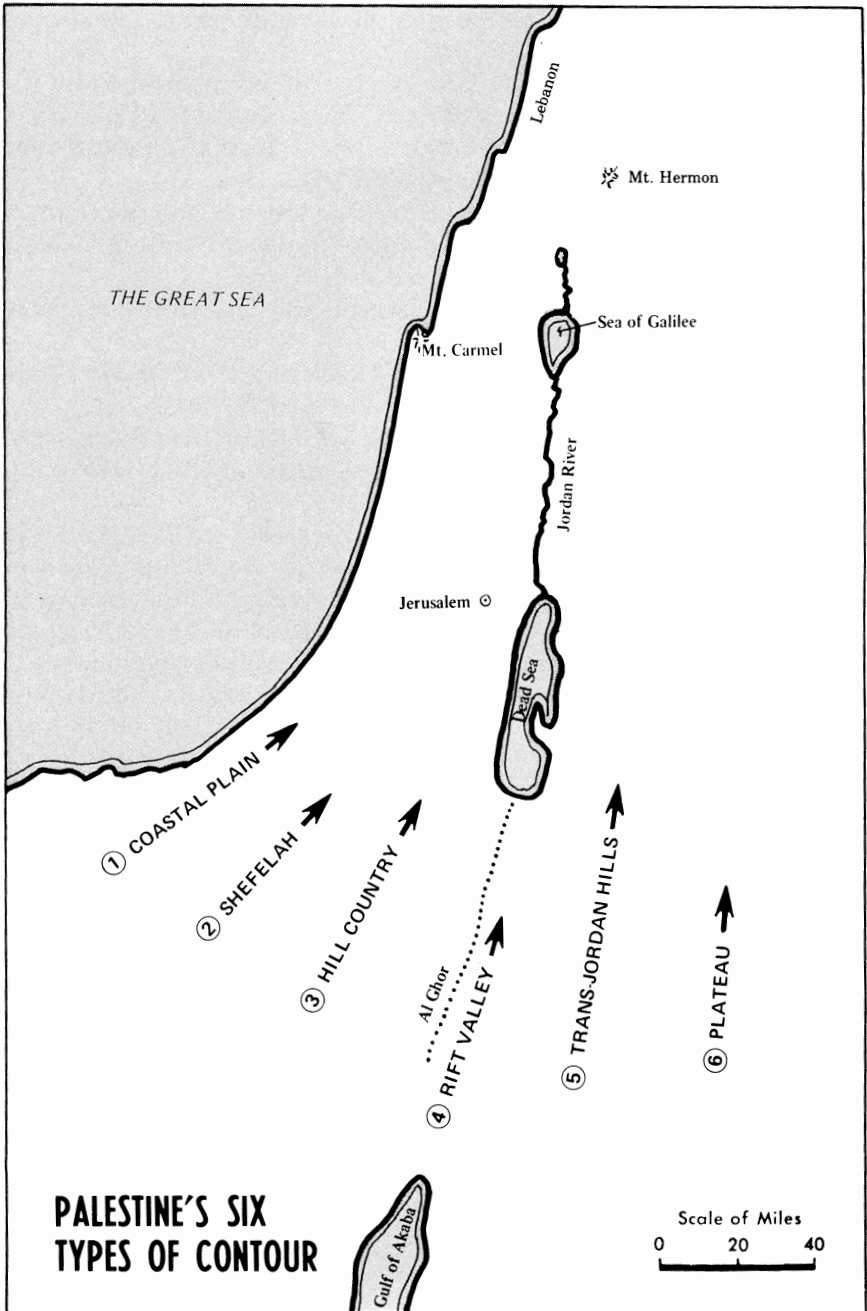 Lebanon
Mt. Hermon
THE GREAT SEA
Sea of Galilee
Mt. Carmel
Jordan River
Jerusalem
Dead Sea
1 COASTAL PLAIN
2 SHEFELAH
3 HILL COUNTRY
Al Ghor
4 RIFT VALLEY
5 TRANS-JORDAN HILLS
6 PLATEAU
PALESTINE'S SIX
TYPES OF CONTOUR
Gulf of Akaba
Scale of Miles
0 20 40